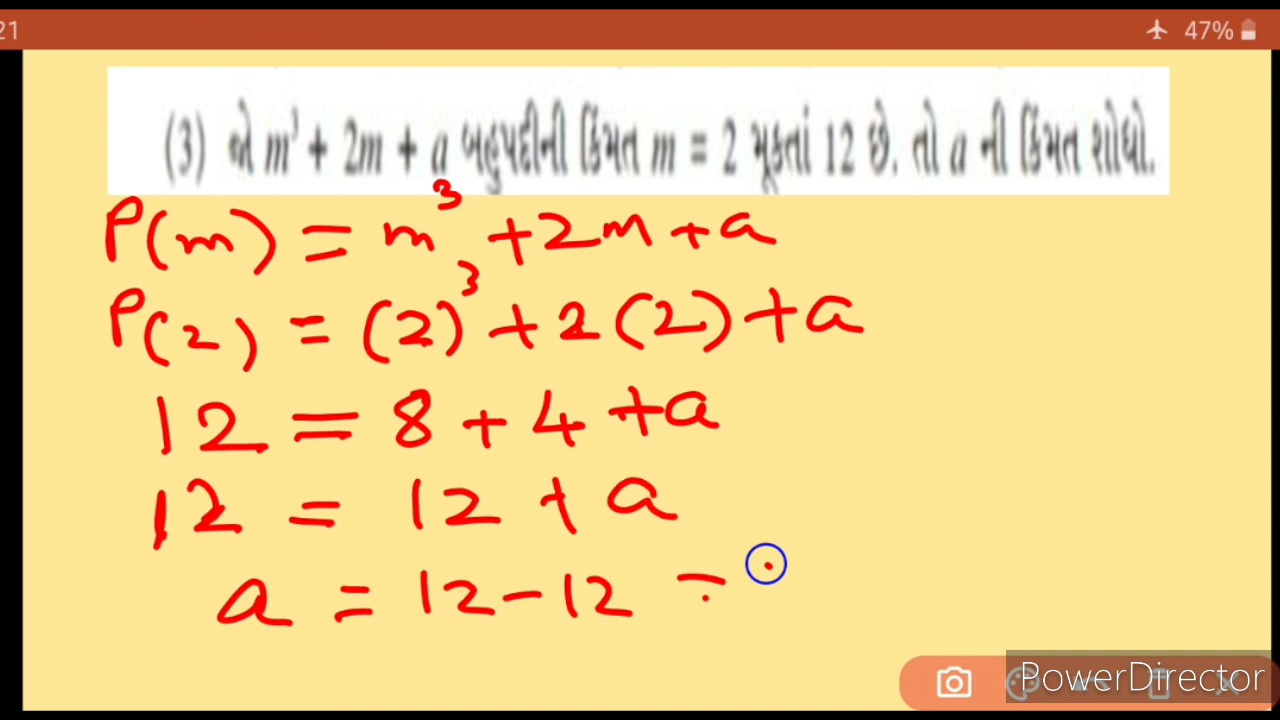 21
47%
(3) જો m³ + 2m + a બહુપદીની કિંમત m = 2 મૂકતાં 12 છે. તો a ની કિંમત શોધો.
P(m) = m³ + 2m + a
P(2) = (2)³ + 2(2) + a
12 = 8 + 4 + a
12 = 12 + a
a = 12 - 12
PowerDirector